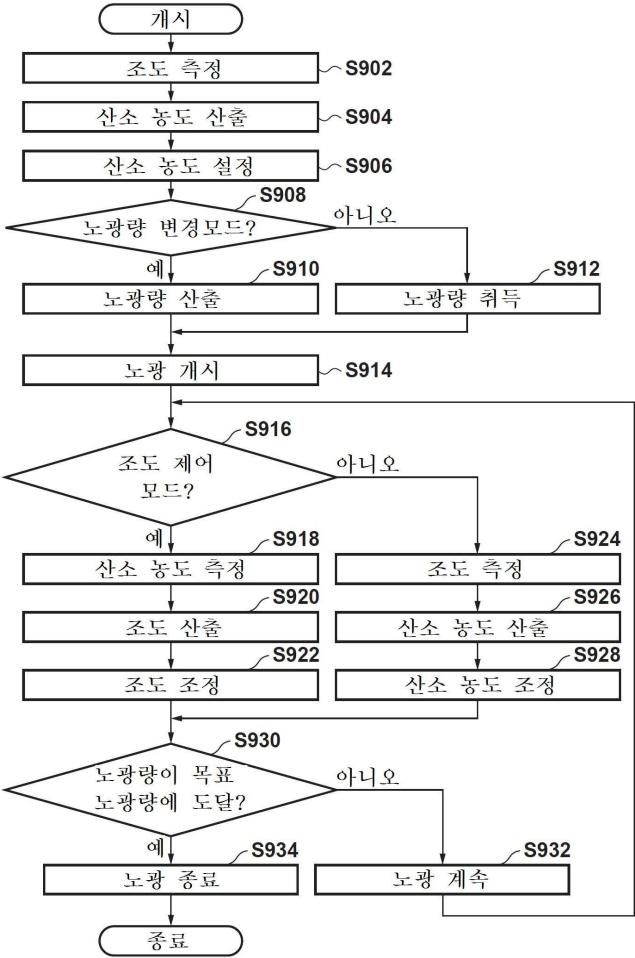 개시
조도 측정
S902
산소 농도 산출
S904
산소 농도 설정
S906
S908
노광량 변경모드?
아니오
예
S910
S912
노광량 산출
노광량 취득
노광 개시
S914
S916
조도 제어
모드?
아니오
예
S918
S924
산소 농도 측정
조도 측정
S920
S926
조도 산출
산소 농도 산출
S922
S928
조도 조정
산소 농도 조정
S930
노광량이 목표
노광량에 도달?
아니오
예
S934
S932
노광 종료
노광 계속
종료